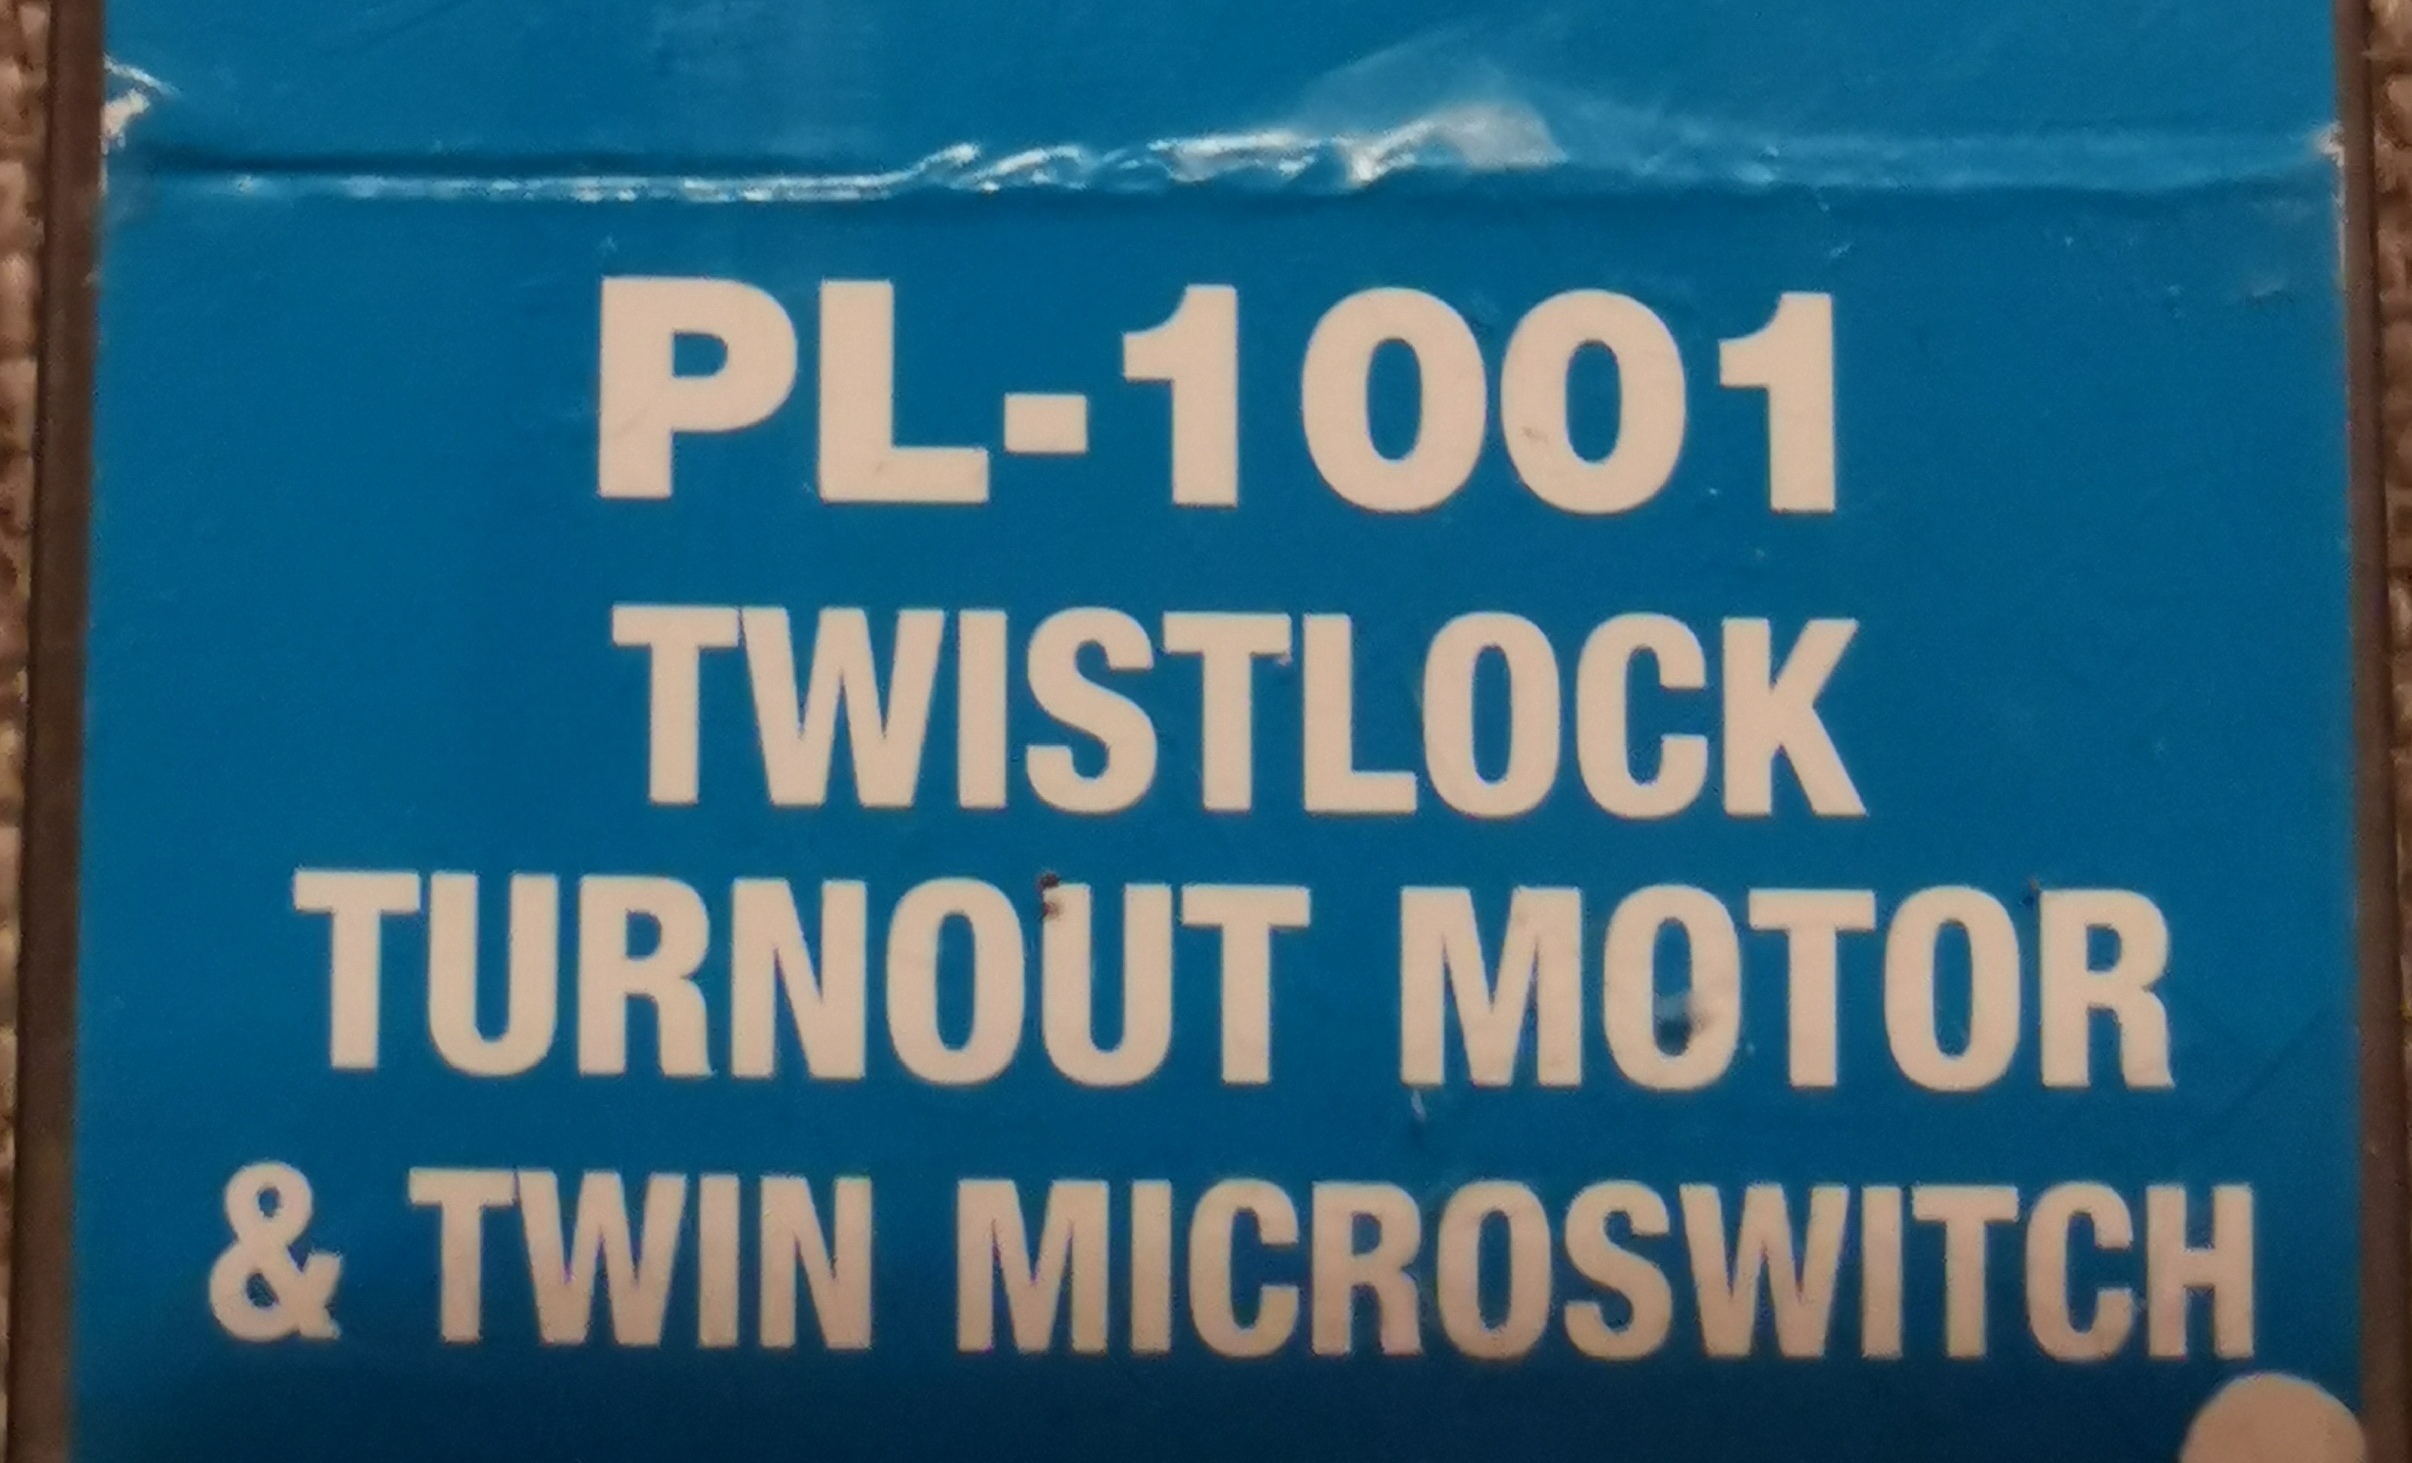 PL-1001
TWISTLOCK
TURNOUT MOTOR
& TWIN MICROSWITCH